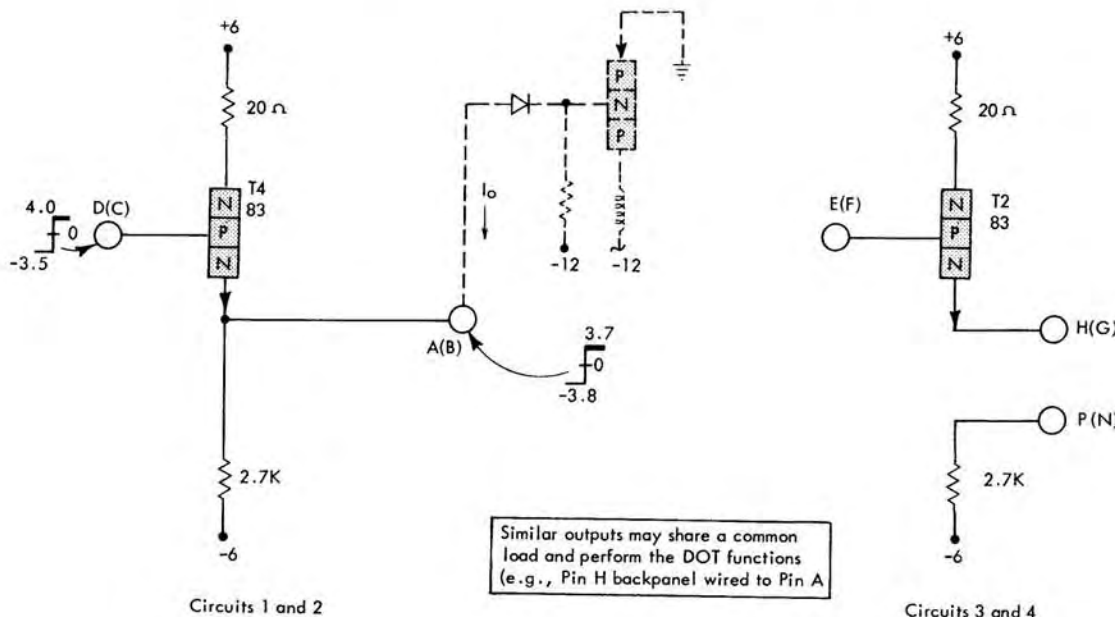 +6
20 Ω
T4
83
N
P
N
D(C)
4.0
0
-3.5
A(B)
3.7
0
-3.8
I₀
P
N
P
-12
-12
2.7K
-6
Circuits 1 and 2
Similar outputs may share a common
load and perform the DOT functions
(e.g., Pin H backpanel wired to Pin A
+6
20 Ω
T2
83
N
P
N
E(F)
H(G)
P(N)
2.7K
-6
Circuits 3 and 4